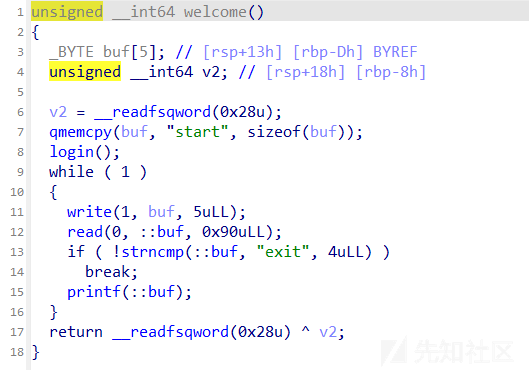 1 unsigned __int64 welcome()
2 {
3 _BYTE buf[5]; // [rsp+13h] [rbp-Dh] BYREF
4 unsigned __int64 v2; // [rsp+18h] [rbp-8h]
5
6 v2 = __readfsqword(0x28u);
7 qmemcpy(buf, "start", sizeof(buf));
8 login();
9 while ( 1 )
10 {
11 write(1, buf, 5uLL);
12 read(0, ::buf, 0x90uLL);
13 if ( !strncmp(::buf, "exit", 4uLL) )
14 break;
15 printf(::buf);
16 }
17 return __readfsqword(0x28u) ^ v2;
18 }
先知社区